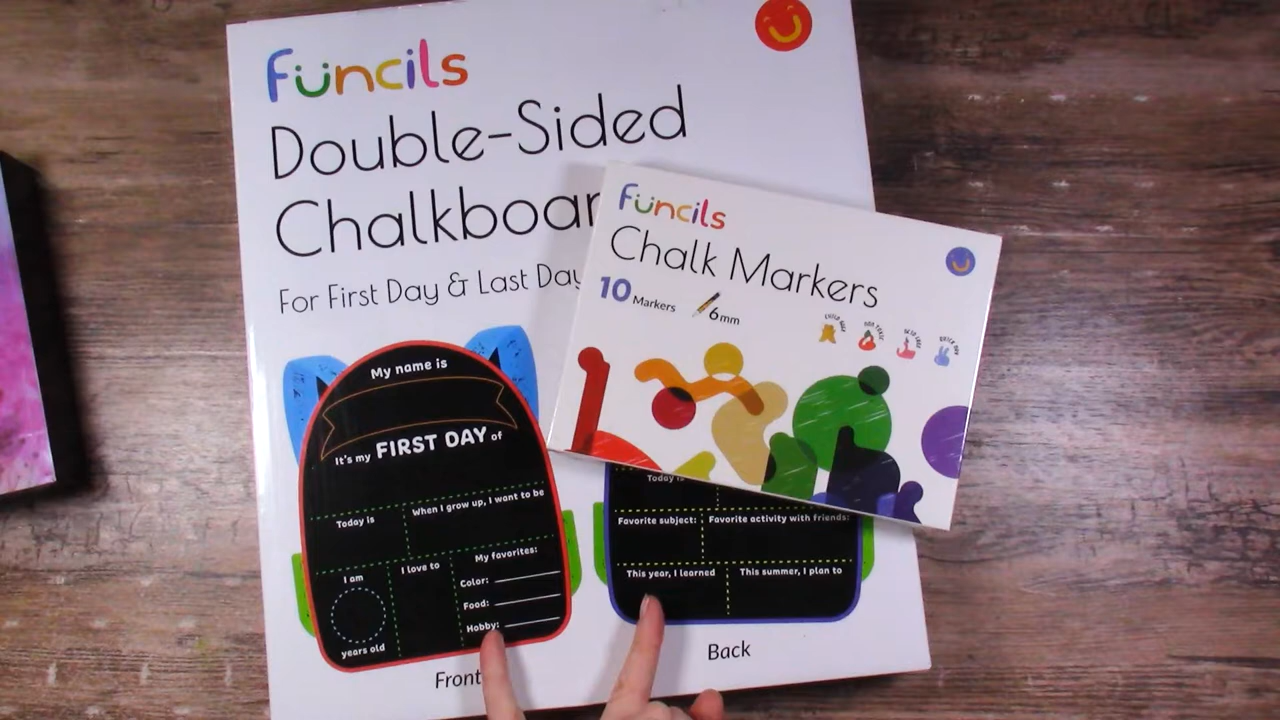 Füncils
Double-Sided
Chalkboar
For First Day & Last Day
My name is
It's my FIRST DAY of
Today is
When I grow up, I want to be
I am
years old
I love to
My favorites:
Color:
Food:
Hobby:
Front
Füncils
Chalk Markers
10 Markers
6mm
Today is
Favorite subject:
Favorite activity with friends:
This year, I learned
This summer, I plan to
Back